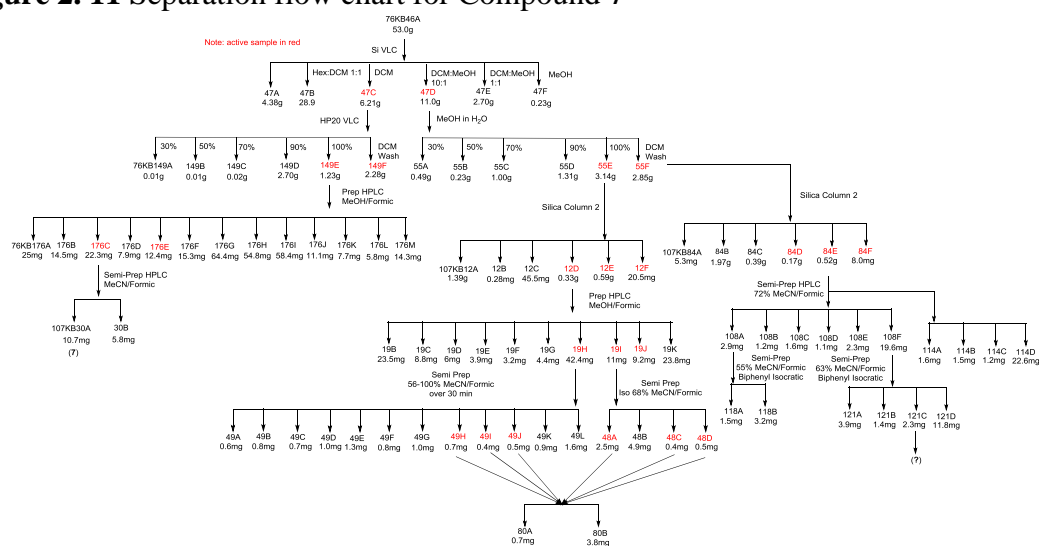 gure 2. 11 Separation flow chart for Compound 7
76KB46A
53.0g
Note: active sample in red
Si VLC
Hex:DCM 1:1
DCM
DCM:MeOH
10:1
DCM:MeOH
1:1
MeOH
47A
4.38g
47B
28.9
47C
6.21g
47D
11.0g
47E
2.70g
47F
0.23g
HP20 VLC
MeOH in H2O
30%
50%
70%
90%
100%
DCM
Wash
30%
50%
70%
90%
100%
DCM
Wash
76KB149A
0.01g
149B
0.01g
149C
0.02g
149D
2.70g
149E
1.23g
149F
2.28g
55A
0.49g
55B
0.23g
55C
1.00g
55D
1.31g
55E
3.14g
55F
2.85g
Prep HPLC
MeOH/Formic
Silica Column 2
Silica Column 2
76KB176A
25mg
176B
14.5mg
176C
22.3mg
176D
7.9mg
176E
12.4mg
176F
15.3mg
176G
64.4mg
176H
54.8mg
176I
58.4mg
176J
11.1mg
176K
7.7mg
176L
5.8mg
176M
14.3mg
107KB12A
1.39g
12B
0.28mg
12C
45.5mg
12D
0.33g
12E
0.59g
12F
20.5mg
107KB84A
5.3mg
84B
1.97g
84C
0.39g
84D
0.17g
84E
0.52g
84F
8.0mg
Semi-Prep HPLC
MeCN/Formic
Prep HPLC
MeOH/Formic
Semi-Prep HPLC
72% MeCN/Formic
107KB30A
10.7mg
(7)
30B
5.8mg
19B
23.5mg
19C
8.8mg
19D
6mg
19E
3.9mg
19F
3.2mg
19G
4.4mg
19H
42.4mg
19I
11mg
19J
9.2mg
19K
23.8mg
108A
2.9mg
108B
1.2mg
108C
1.6mg
108D
1.1mg
108E
2.3mg
108F
19.6mg
114A
1.6mg
114B
1.5mg
114C
1.2mg
114D
22.6mg
Semi Prep
56-100% MeCN/Formic
over 30 min
Semi Prep
Iso 68% MeCN/Formic
Semi-Prep
55% MeCN/Formic
Biphenyl Isocratic
Semi-Prep
63% MeCN/Formic
Biphenyl Isocratic
118A
1.5mg
118B
3.2mg
121A
3.9mg
121B
1.4mg
121C
2.3mg
121D
11.8mg
(7)
49A
0.6mg
49B
0.8mg
49C
0.7mg
49D
1.0mg
49E
1.3mg
49F
0.8mg
49G
1.0mg
49H
0.7mg
49I
0.4mg
49J
0.5mg
49K
0.9mg
49L
1.6mg
48A
2.5mg
48B
4.9mg
48C
0.4mg
48D
0.5mg
80A
0.7mg
80B
3.8mg